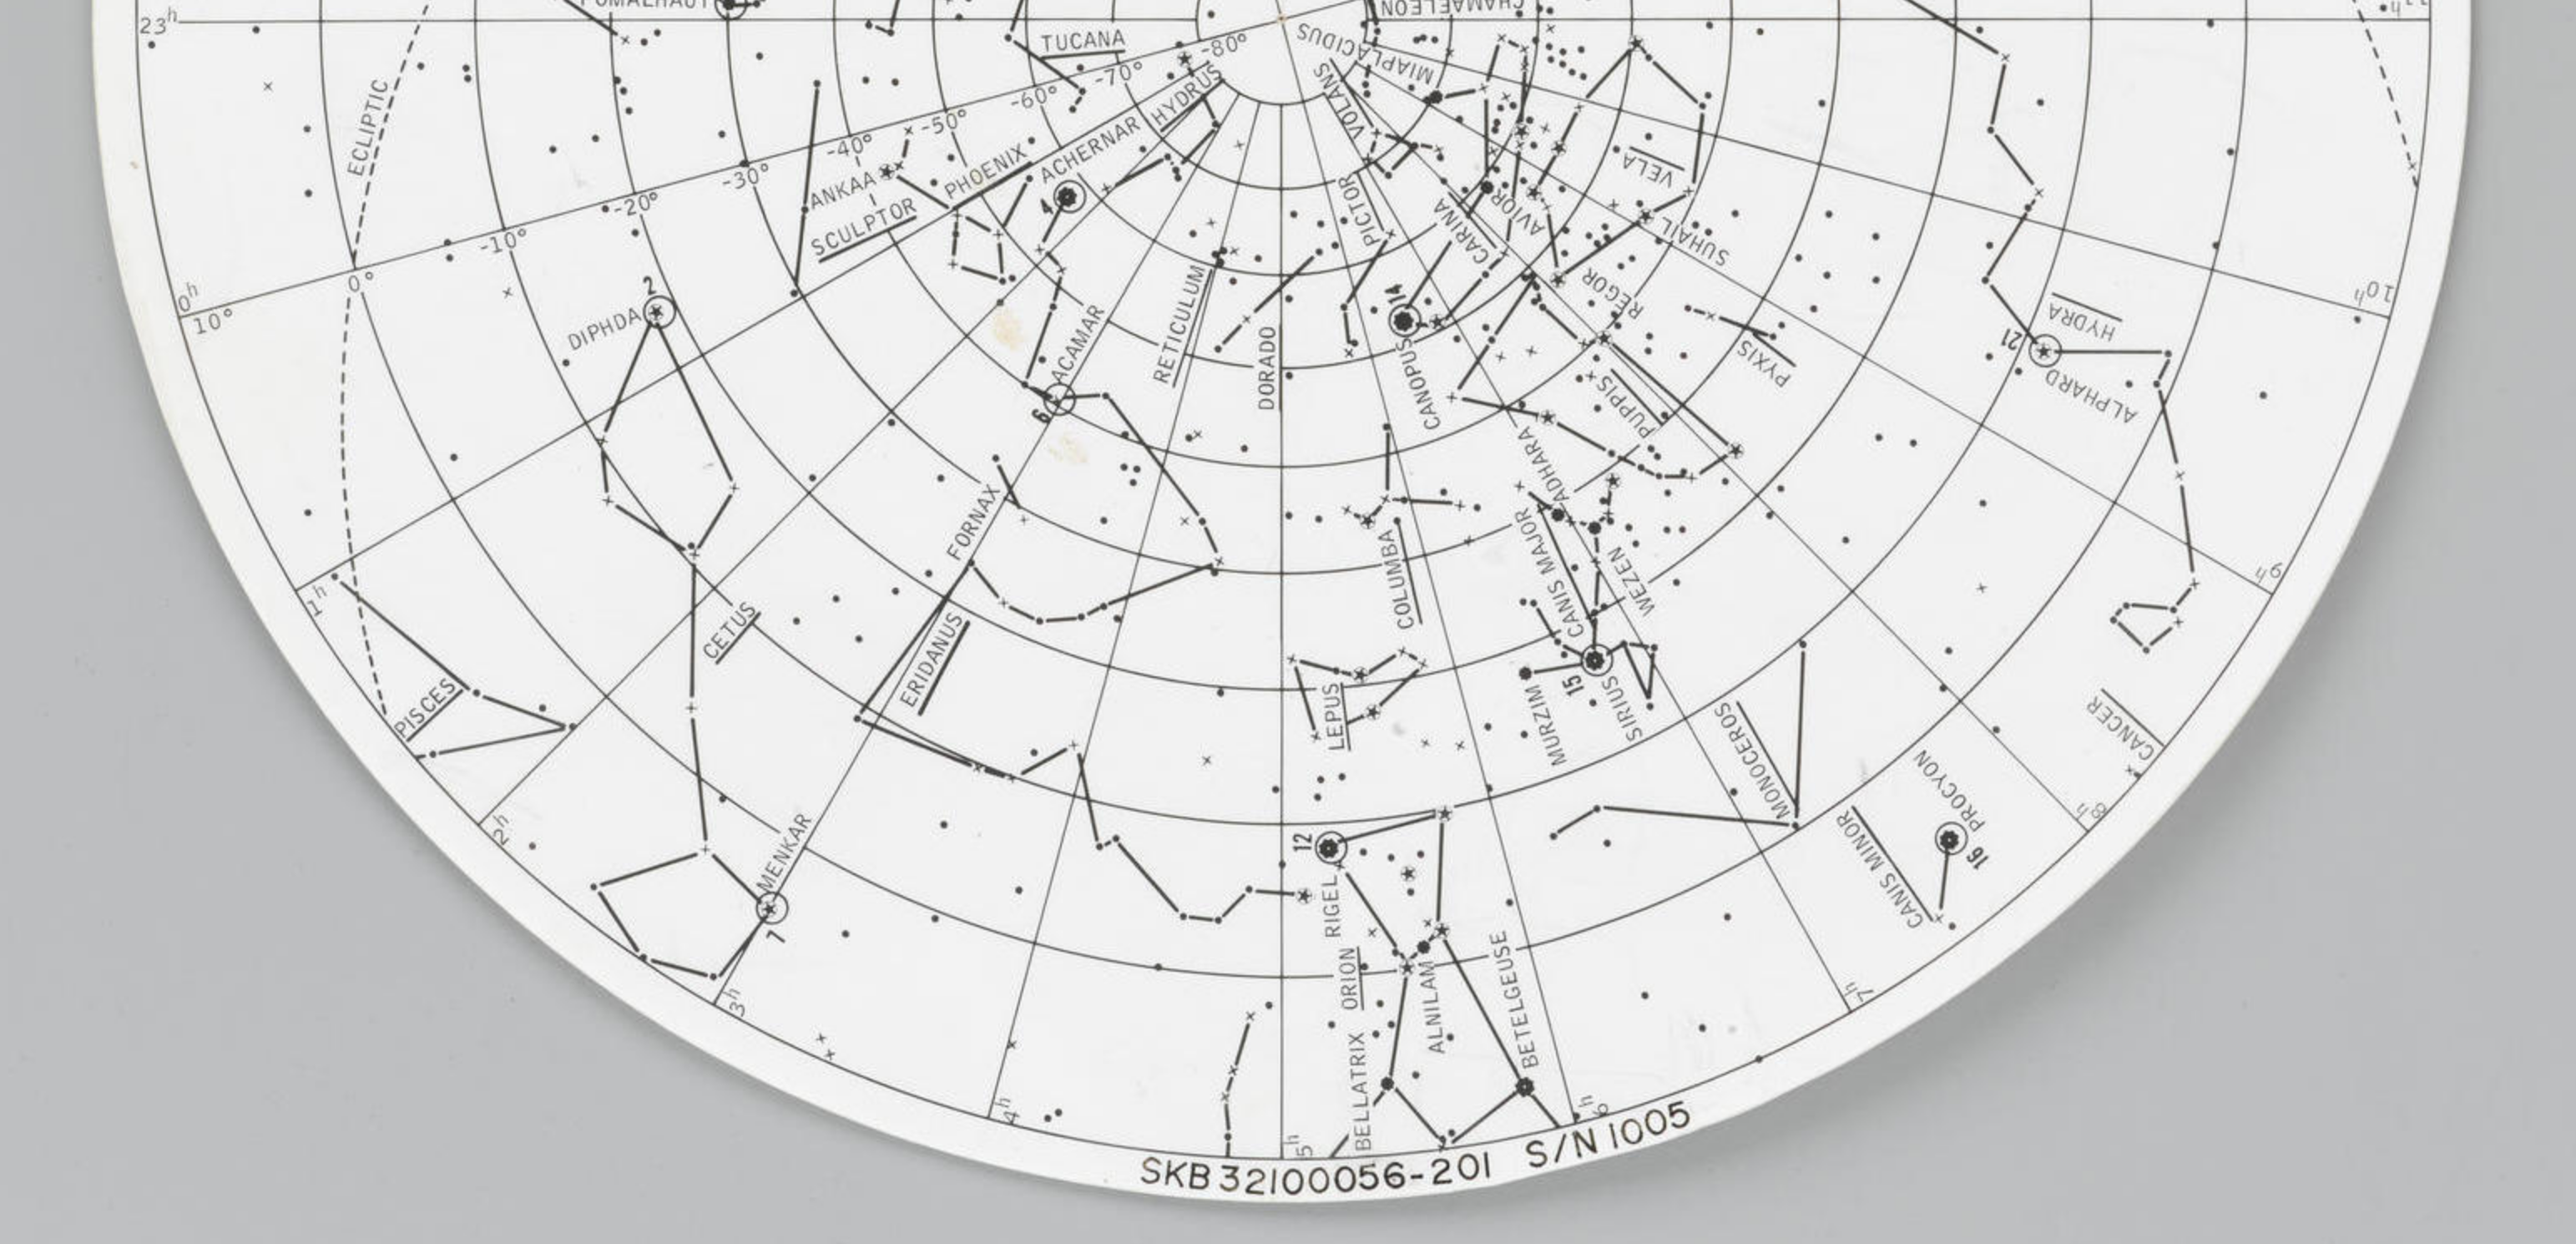 FOMALHAUT
CHAMAELEON
23h
11h
TUCANA
-80°
MIAPLACIDUS
-70°
HYDRUS
VOLANS
-60°
-50°
ECLIPTIC
-40°
ACHERNAR
PHOENIX
-30°
ANKAA
4
VELA
-20°
SCULPTOR
PICTOR
CARINA
AVIOR
SUHAIL
-10°
0°
RETICULUM
REGOR
0h
10°
2
DIPHDA
14
10h
HYDRA
21
ALPHARD
ACAMAR
6
DORADO
CANOPUS
PUPPIS
PYXIS
ADHARA
FORNAX
COLUMBA
CANIS MAJOR
WEZEN
9h
1h
CETUS
ERIDANUS
PISCES
LEPUS
MURZIM
15
SIRIUS
MONOCEROS
CANCER
PROCYON
16
CANIS MINOR
8h
2h
MENKAR
7
12
RIGEL
ORION
ALNILAM
BETELGEUSE
BELLATRIX
3h
7h
4h
5h
6h
SKB32100056-201 S/N 1005